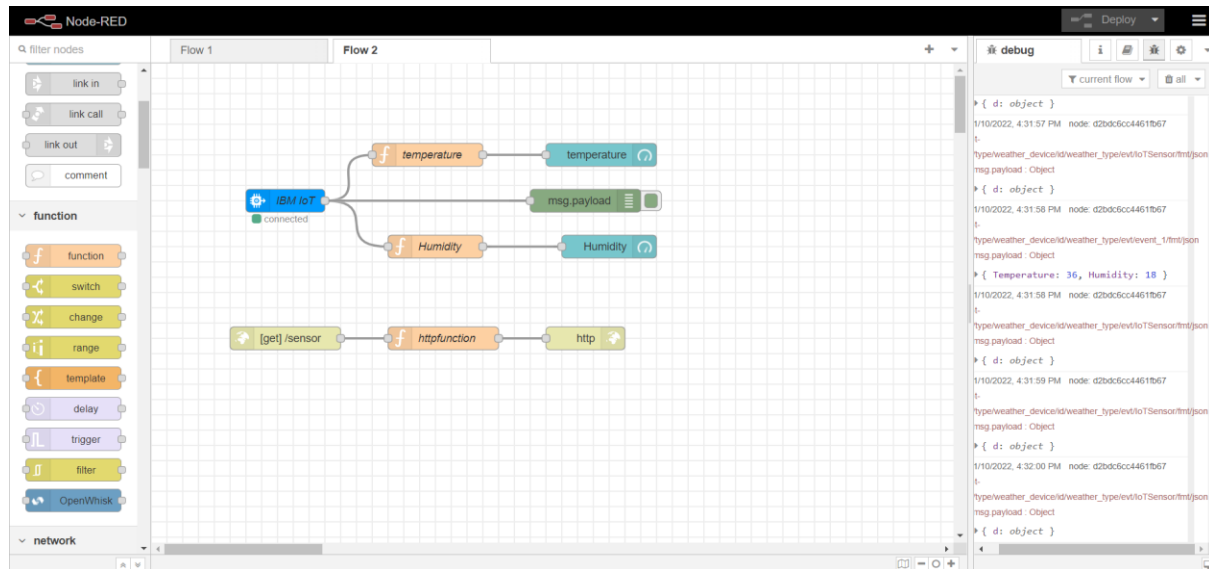 Node-RED
Deploy
filter nodes
link in
link call
link out
comment
function
function
switch
change
range
template
delay
trigger
filter
OpenWhisk
network
Flow 1
Flow 2
temperature
temperature
IBM IoT
connected
msg.payload
Humidity
Humidity
[get] /sensor
httpfunction
http
debug
i
current flow
all
{ d: object }
1/10/2022, 4:31:57 PM node: d2bdc6cc4461fb67
t-
/type/weather_device/id/weather_type/evt/IoTSensor/fmt/json
msg.payload : Object
{ d: object }
1/10/2022, 4:31:58 PM node: d2bdc6cc4461fb67
t-
/type/weather_device/id/weather_type/evt/event_1/fmt/json
msg.payload : Object
{ Temperature: 36, Humidity: 18 }
1/10/2022, 4:31:58 PM node: d2bdc6cc4461fb67
t-
/type/weather_device/id/weather_type/evt/IoTSensor/fmt/json
msg.payload : Object
{ d: object }
1/10/2022, 4:31:59 PM node: d2bdc6cc4461fb67
t-
/type/weather_device/id/weather_type/evt/IoTSensor/fmt/json
msg.payload : Object
{ d: object }
1/10/2022, 4:32:00 PM node: d2bdc6cc4461fb67
t-
/type/weather_device/id/weather_type/evt/IoTSensor/fmt/json
msg.payload : Object
{ d: object }